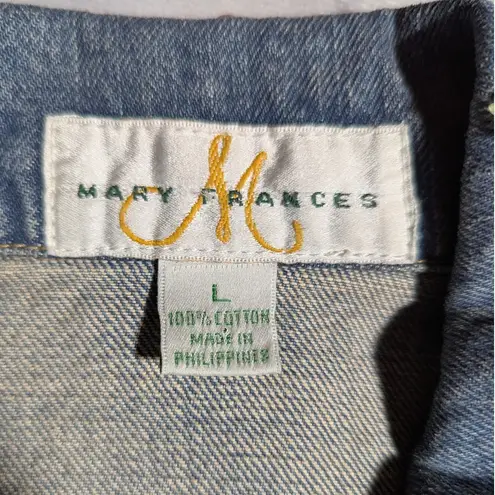 M
MARY FRANCES
L
100% COTTON
MADE IN
PHILIPPINES